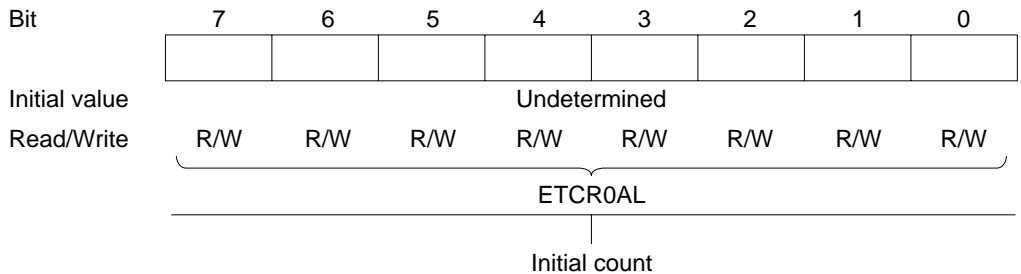 Bit 7 6 5 4 3 2 1 0
Initial value Undetermined
Read/Write R/W R/W R/W R/W R/W R/W R/W R/W
ETCR0AL
Initial count